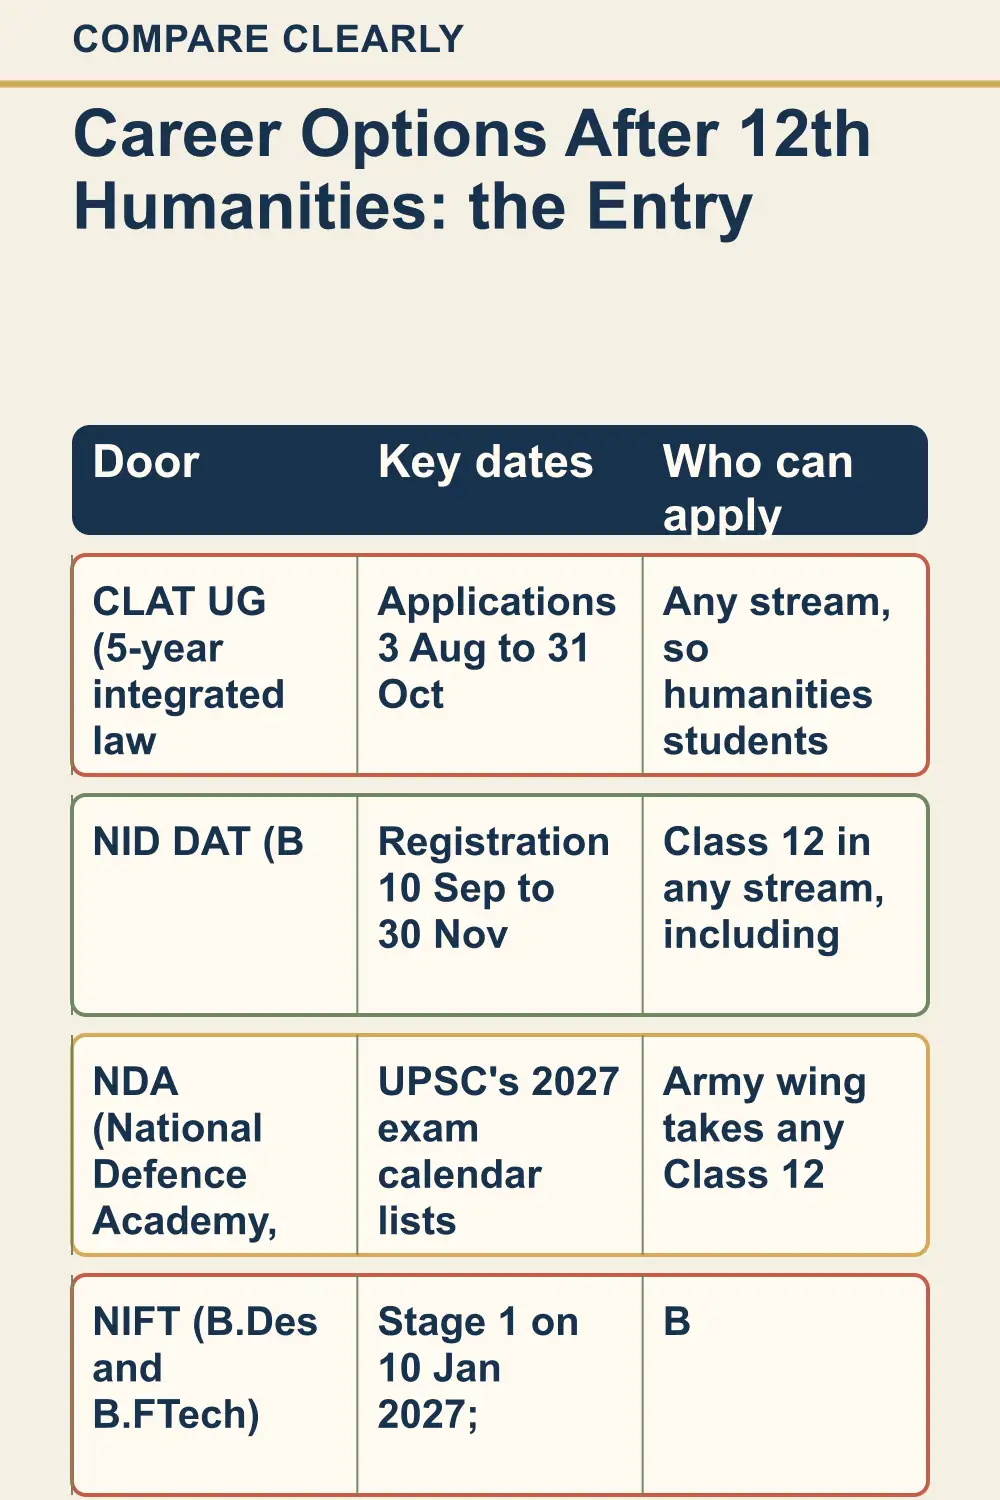 COMPARE CLEARLY
Career Options After 12th
Humanities: the Entry
Door
Key dates
Who can
apply
CLAT UG
(5-year
integrated
law
Applications
3 Aug to 31
Oct
Any stream,
so
humanities
students
NID DAT (B
Registration
10 Sep to
30 Nov
Class 12 in
any stream,
including
NDA
(National
Defence
Academy,
UPSC's 2027
exam
calendar
lists
Army wing
takes any
Class 12
NIFT (B.Des
and
B.FTech)
Stage 1 on
10 Jan
2027;
B